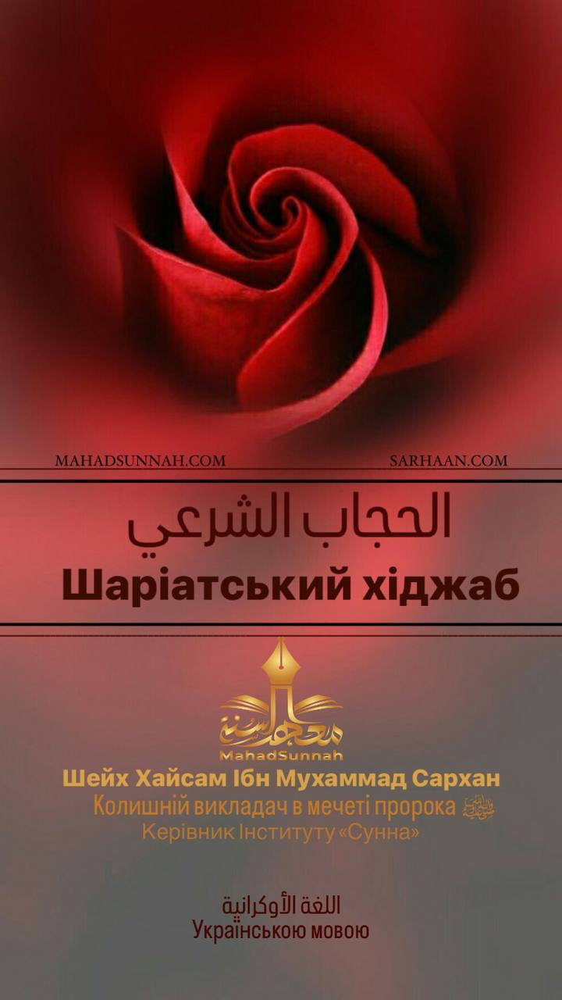 MAHADSUNNAH.COM SARHAAN.COM
الحجاب الشرعي
Шаріатський хіджаб
معهد السنة
MahadSunnah
Шейх Хайсам Ібн Мухаммад Сархан
Колишній викладач в мечеті пророка ﷺ
Керівник Інституту «Сунна»
اللغة الأوكرانية
Українською мовою